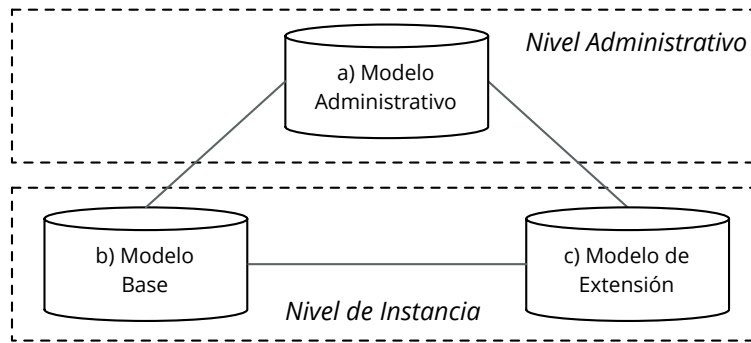 Nivel Administrativo
a) Modelo
Administrativo
b) Modelo
Base
c) Modelo de
Extensión
Nivel de Instancia